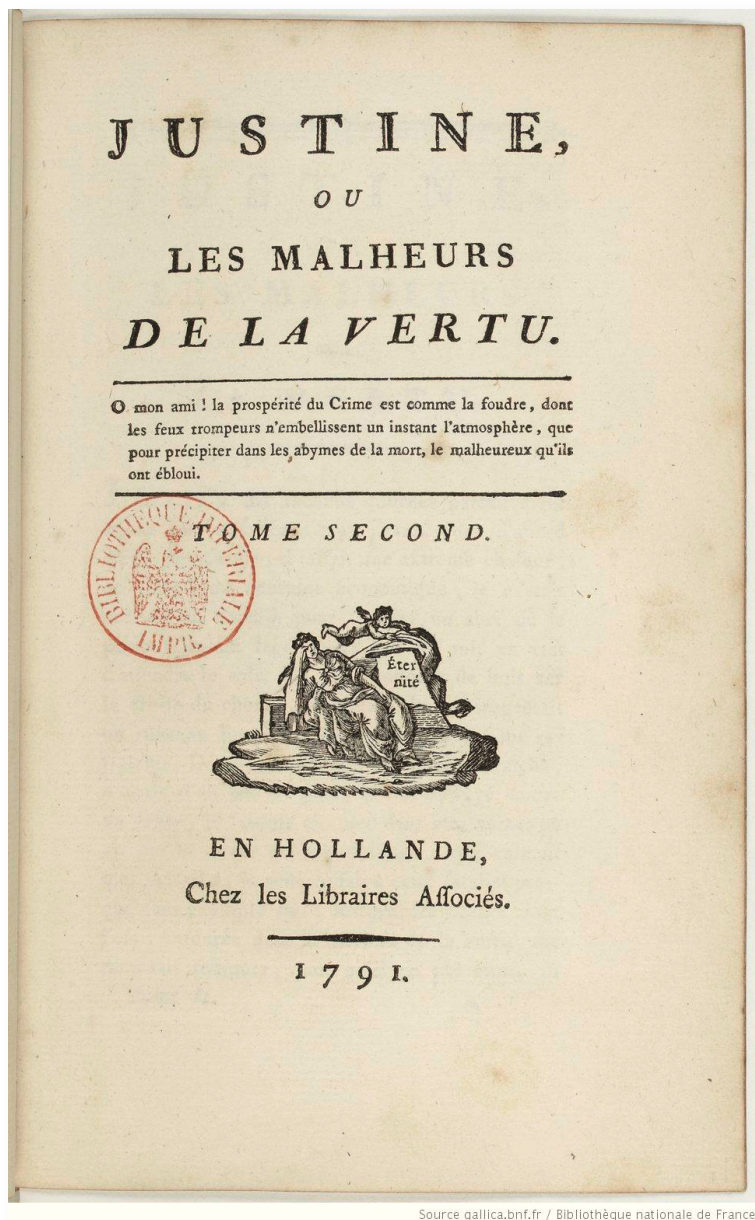 JUSTINE,
OU
LES MALHEURS
DE LA VERTU.
O mon ami ! la prospérité du Crime est comme la foudre, dont
les feux trompeurs n'embellissent un instant l'atmosphère, que
pour précipiter dans les abymes de la mort, le malheureux qu'ils
ont ébloui.
TOME SECOND.
BIBLIOTHEQUE IMPÉRIALE
IMPR.
Éter
nité
EN HOLLANDE,
Chez les Libraires Aſſociés.
1791.
Source gallica.bnf.fr / Bibliothèque nationale de France